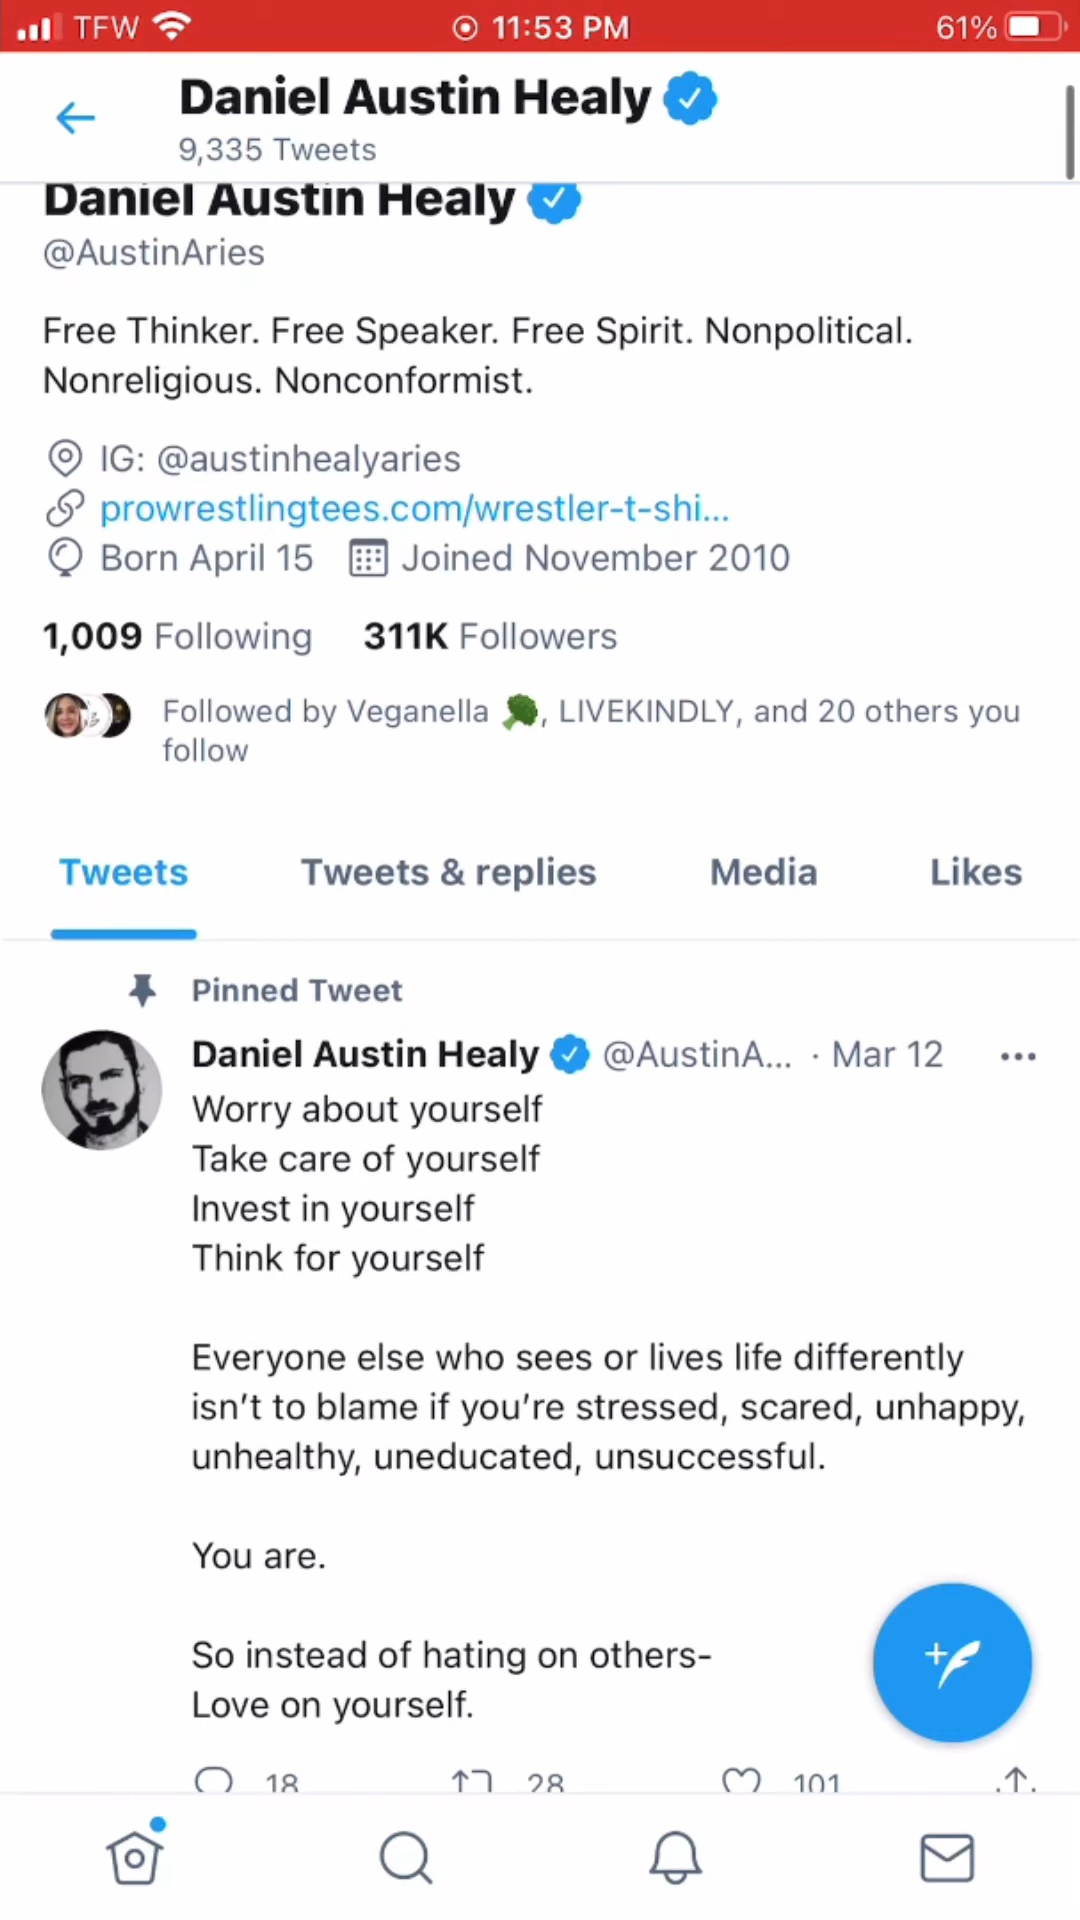 TFW 11:53 PM 61%
Daniel Austin Healy
9,335 Tweets
Daniel Austin Healy
@AustinAries
Free Thinker. Free Speaker. Free Spirit. Nonpolitical.
Nonreligious. Nonconformist.
IG: @austinhealyaries
prowrestlingtees.com/wrestler-t-shi...
Born April 15 Joined November 2010
1,009 Following 311K Followers
Followed by Veganella 🥦, LIVEKINDLY, and 20 others you
follow
Tweets Tweets & replies Media Likes
Pinned Tweet
Daniel Austin Healy @AustinA... · Mar 12
Worry about yourself
Take care of yourself
Invest in yourself
Think for yourself
Everyone else who sees or lives life differently
isn’t to blame if you’re stressed, scared, unhappy,
unhealthy, uneducated, unsuccessful.
You are.
So instead of hating on others-
Love on yourself.
18 28 101